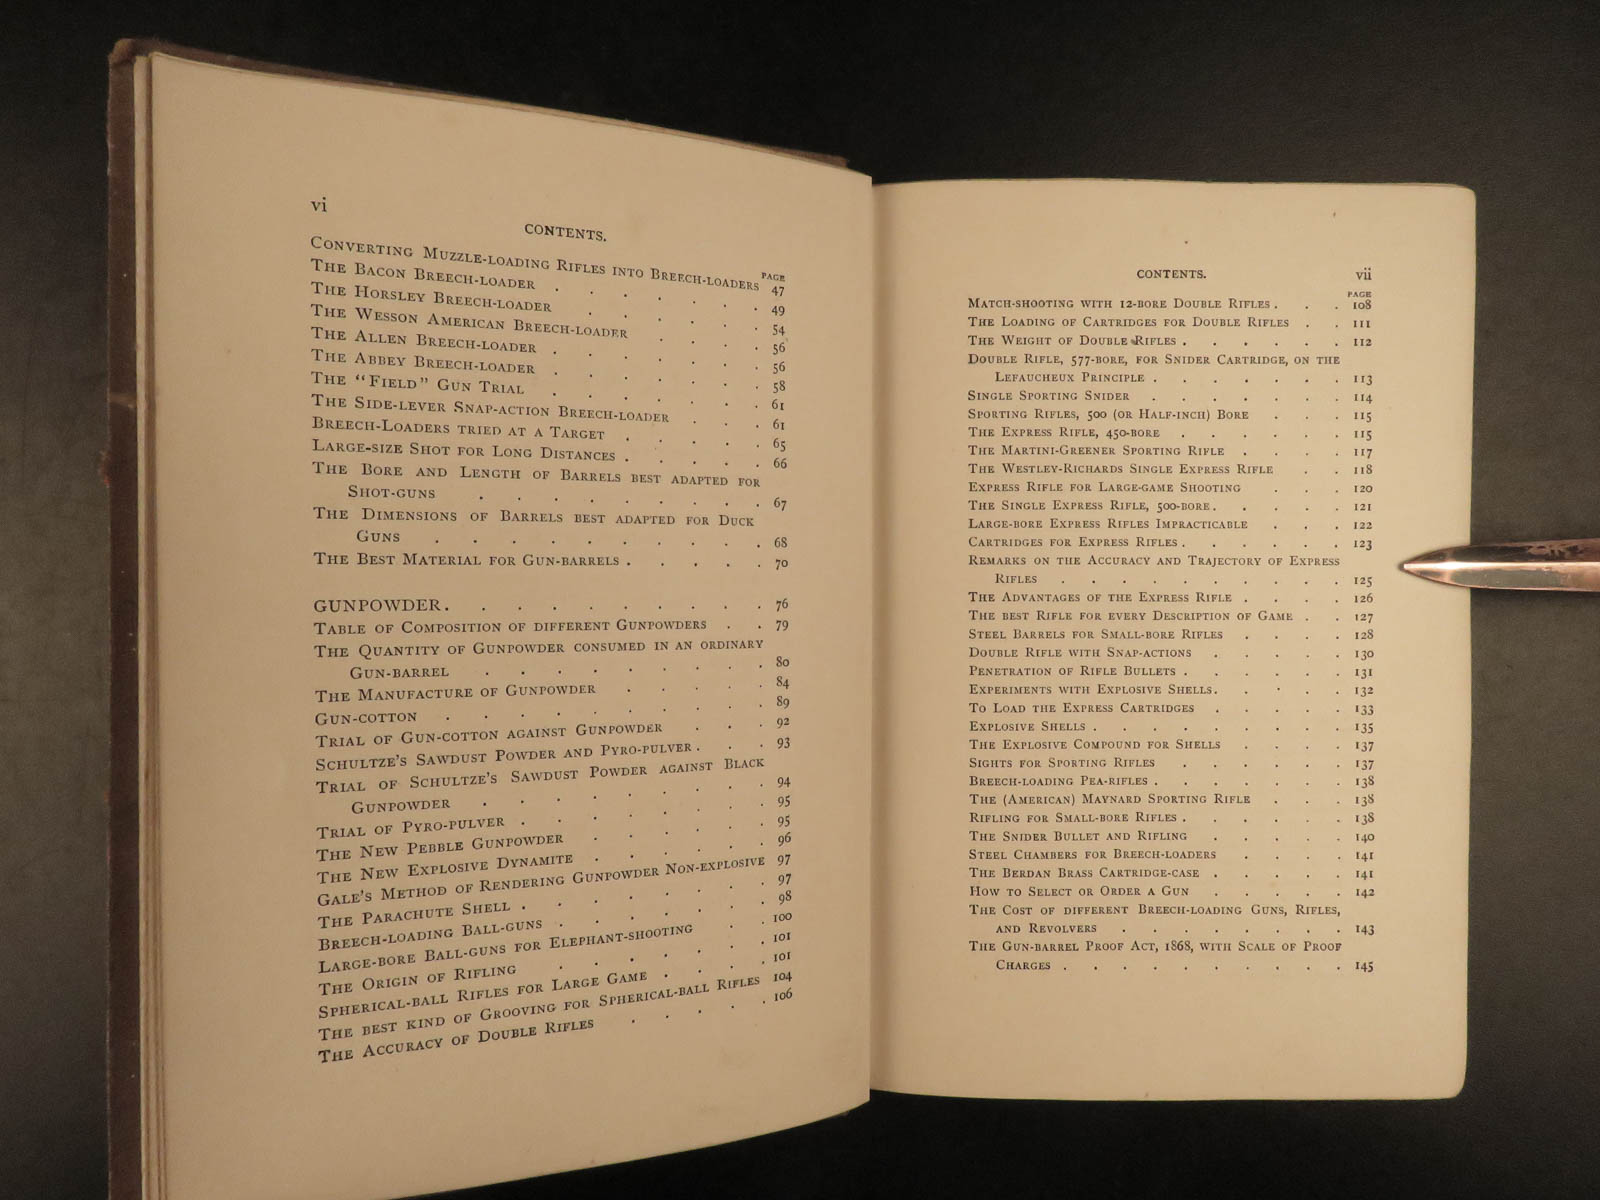 vi
CONTENTS.
PAGE
CONVERTING MUZZLE-LOADING RIFLES INTO BREECH-LOADERS 47
THE BACON BREECH-LOADER . . . . . . . 49
THE HORSLEY BREECH-LOADER . . . . . 54
THE WESSON AMERICAN BREECH-LOADER . . . 56
THE ALLEN BREECH-LOADER . . . . . . 56
THE ABBEY BREECH-LOADER . . . . . . 58
THE "FIELD" GUN TRIAL . . . . . . 61
THE SIDE-LEVER SNAP-ACTION BREECH-LOADER . . . 61
BREECH-LOADERS TRIED AT A TARGET . . . . . 65
LARGE-SIZE SHOT FOR LONG DISTANCES . . . . . 66
THE BORE AND LENGTH OF BARRELS BEST ADAPTED FOR
SHOT-GUNS . . . . . . . . . 67
THE DIMENSIONS OF BARRELS BEST ADAPTED FOR DUCK
GUNS . . . . . . . . . . 68
THE BEST MATERIAL FOR GUN-BARRELS . . . . . 70
GUNPOWDER. . . . . . . . . . 76
TABLE OF COMPOSITION OF DIFFERENT GUNPOWDERS . . 79
THE QUANTITY OF GUNPOWDER CONSUMED IN AN ORDINARY
GUN-BARREL . . . . . . . . 80
THE MANUFACTURE OF GUNPOWDER . . . . . 84
GUN-COTTON . . . . . . . . . 89
TRIAL OF GUN-COTTON AGAINST GUNPOWDER . . . 92
SCHULTZE'S SAWDUST POWDER AND PYRO-PULVER . . . 93
TRIAL OF SCHULTZE'S SAWDUST POWDER AGAINST BLACK
GUNPOWDER . . . . . . . . 94
TRIAL OF PYRO-PULVER . . . . . . . 95
THE NEW PEBBLE GUNPOWDER . . . . . 95
THE NEW EXPLOSIVE DYNAMITE . . . . . 96
GALE'S METHOD OF RENDERING GUNPOWDER NON-EXPLOSIVE 97
THE PARACHUTE SHELL . . . . . . . 97
BREECH-LOADING BALL-GUNS . . . . . . 98
LARGE-BORE BALL-GUNS FOR ELEPHANT-SHOOTING . . 100
THE ORIGIN OF RIFLING . . . . . . 101
SPHERICAL-BALL RIFLES FOR LARGE GAME . . . . 101
THE BEST KIND OF GROOVING FOR SPHERICAL-BALL RIFLES 104
THE ACCURACY OF DOUBLE RIFLES . . . . . 106
CONTENTS. vii
PAGE
MATCH-SHOOTING WITH 12-BORE DOUBLE RIFLES . . . 108
THE LOADING OF CARTRIDGES FOR DOUBLE RIFLES . . 111
THE WEIGHT OF DOUBLE RIFLES . . . . . . 112
DOUBLE RIFLE, 577-BORE, FOR SNIDER CARTRIDGE, ON THE
LEFAUCHEUX PRINCIPLE . . . . . . . 113
SINGLE SPORTING SNIDER . . . . . . . 114
SPORTING RIFLES, 500 (OR HALF-INCH) BORE . . . 115
THE EXPRESS RIFLE, 450-BORE . . . . . . 115
THE MARTINI-GREENER SPORTING RIFLE . . . . 117
THE WESTLEY-RICHARDS SINGLE EXPRESS RIFLE . . 118
EXPRESS RIFLE FOR LARGE-GAME SHOOTING . . . 120
THE SINGLE EXPRESS RIFLE, 500-BORE. . . . . 121
LARGE-BORE EXPRESS RIFLES IMPRACTICABLE . . . 122
CARTRIDGES FOR EXPRESS RIFLES . . . . . . 123
REMARKS ON THE ACCURACY AND TRAJECTORY OF EXPRESS
RIFLES . . . . . . . . . . 125
THE ADVANTAGES OF THE EXPRESS RIFLE . . . . 126
THE BEST RIFLE FOR EVERY DESCRIPTION OF GAME . . 127
STEEL BARRELS FOR SMALL-BORE RIFLES . . . . 128
DOUBLE RIFLE WITH SNAP-ACTIONS . . . . . 130
PENETRATION OF RIFLE BULLETS . . . . . . 131
EXPERIMENTS WITH EXPLOSIVE SHELLS. . . . . 132
TO LOAD THE EXPRESS CARTRIDGES . . . . . 133
EXPLOSIVE SHELLS . . . . . . . . . 135
THE EXPLOSIVE COMPOUND FOR SHELLS . . . . 137
SIGHTS FOR SPORTING RIFLES . . . . . . 137
BREECH-LOADING PEA-RIFLES . . . . . . . 138
THE (AMERICAN) MAYNARD SPORTING RIFLE . . . 138
RIFLING FOR SMALL-BORE RIFLES . . . . . . 138
THE SNIDER BULLET AND RIFLING . . . . . 140
STEEL CHAMBERS FOR BREECH-LOADERS . . . . 141
THE BERDAN BRASS CARTRIDGE-CASE . . . . . 141
HOW TO SELECT OR ORDER A GUN . . . . . 142
THE COST OF DIFFERENT BREECH-LOADING GUNS, RIFLES,
AND REVOLVERS . . . . . . . . 143
THE GUN-BARREL PROOF ACT, 1868, WITH SCALE OF PROOF
CHARGES . . . . . . . . . . 145